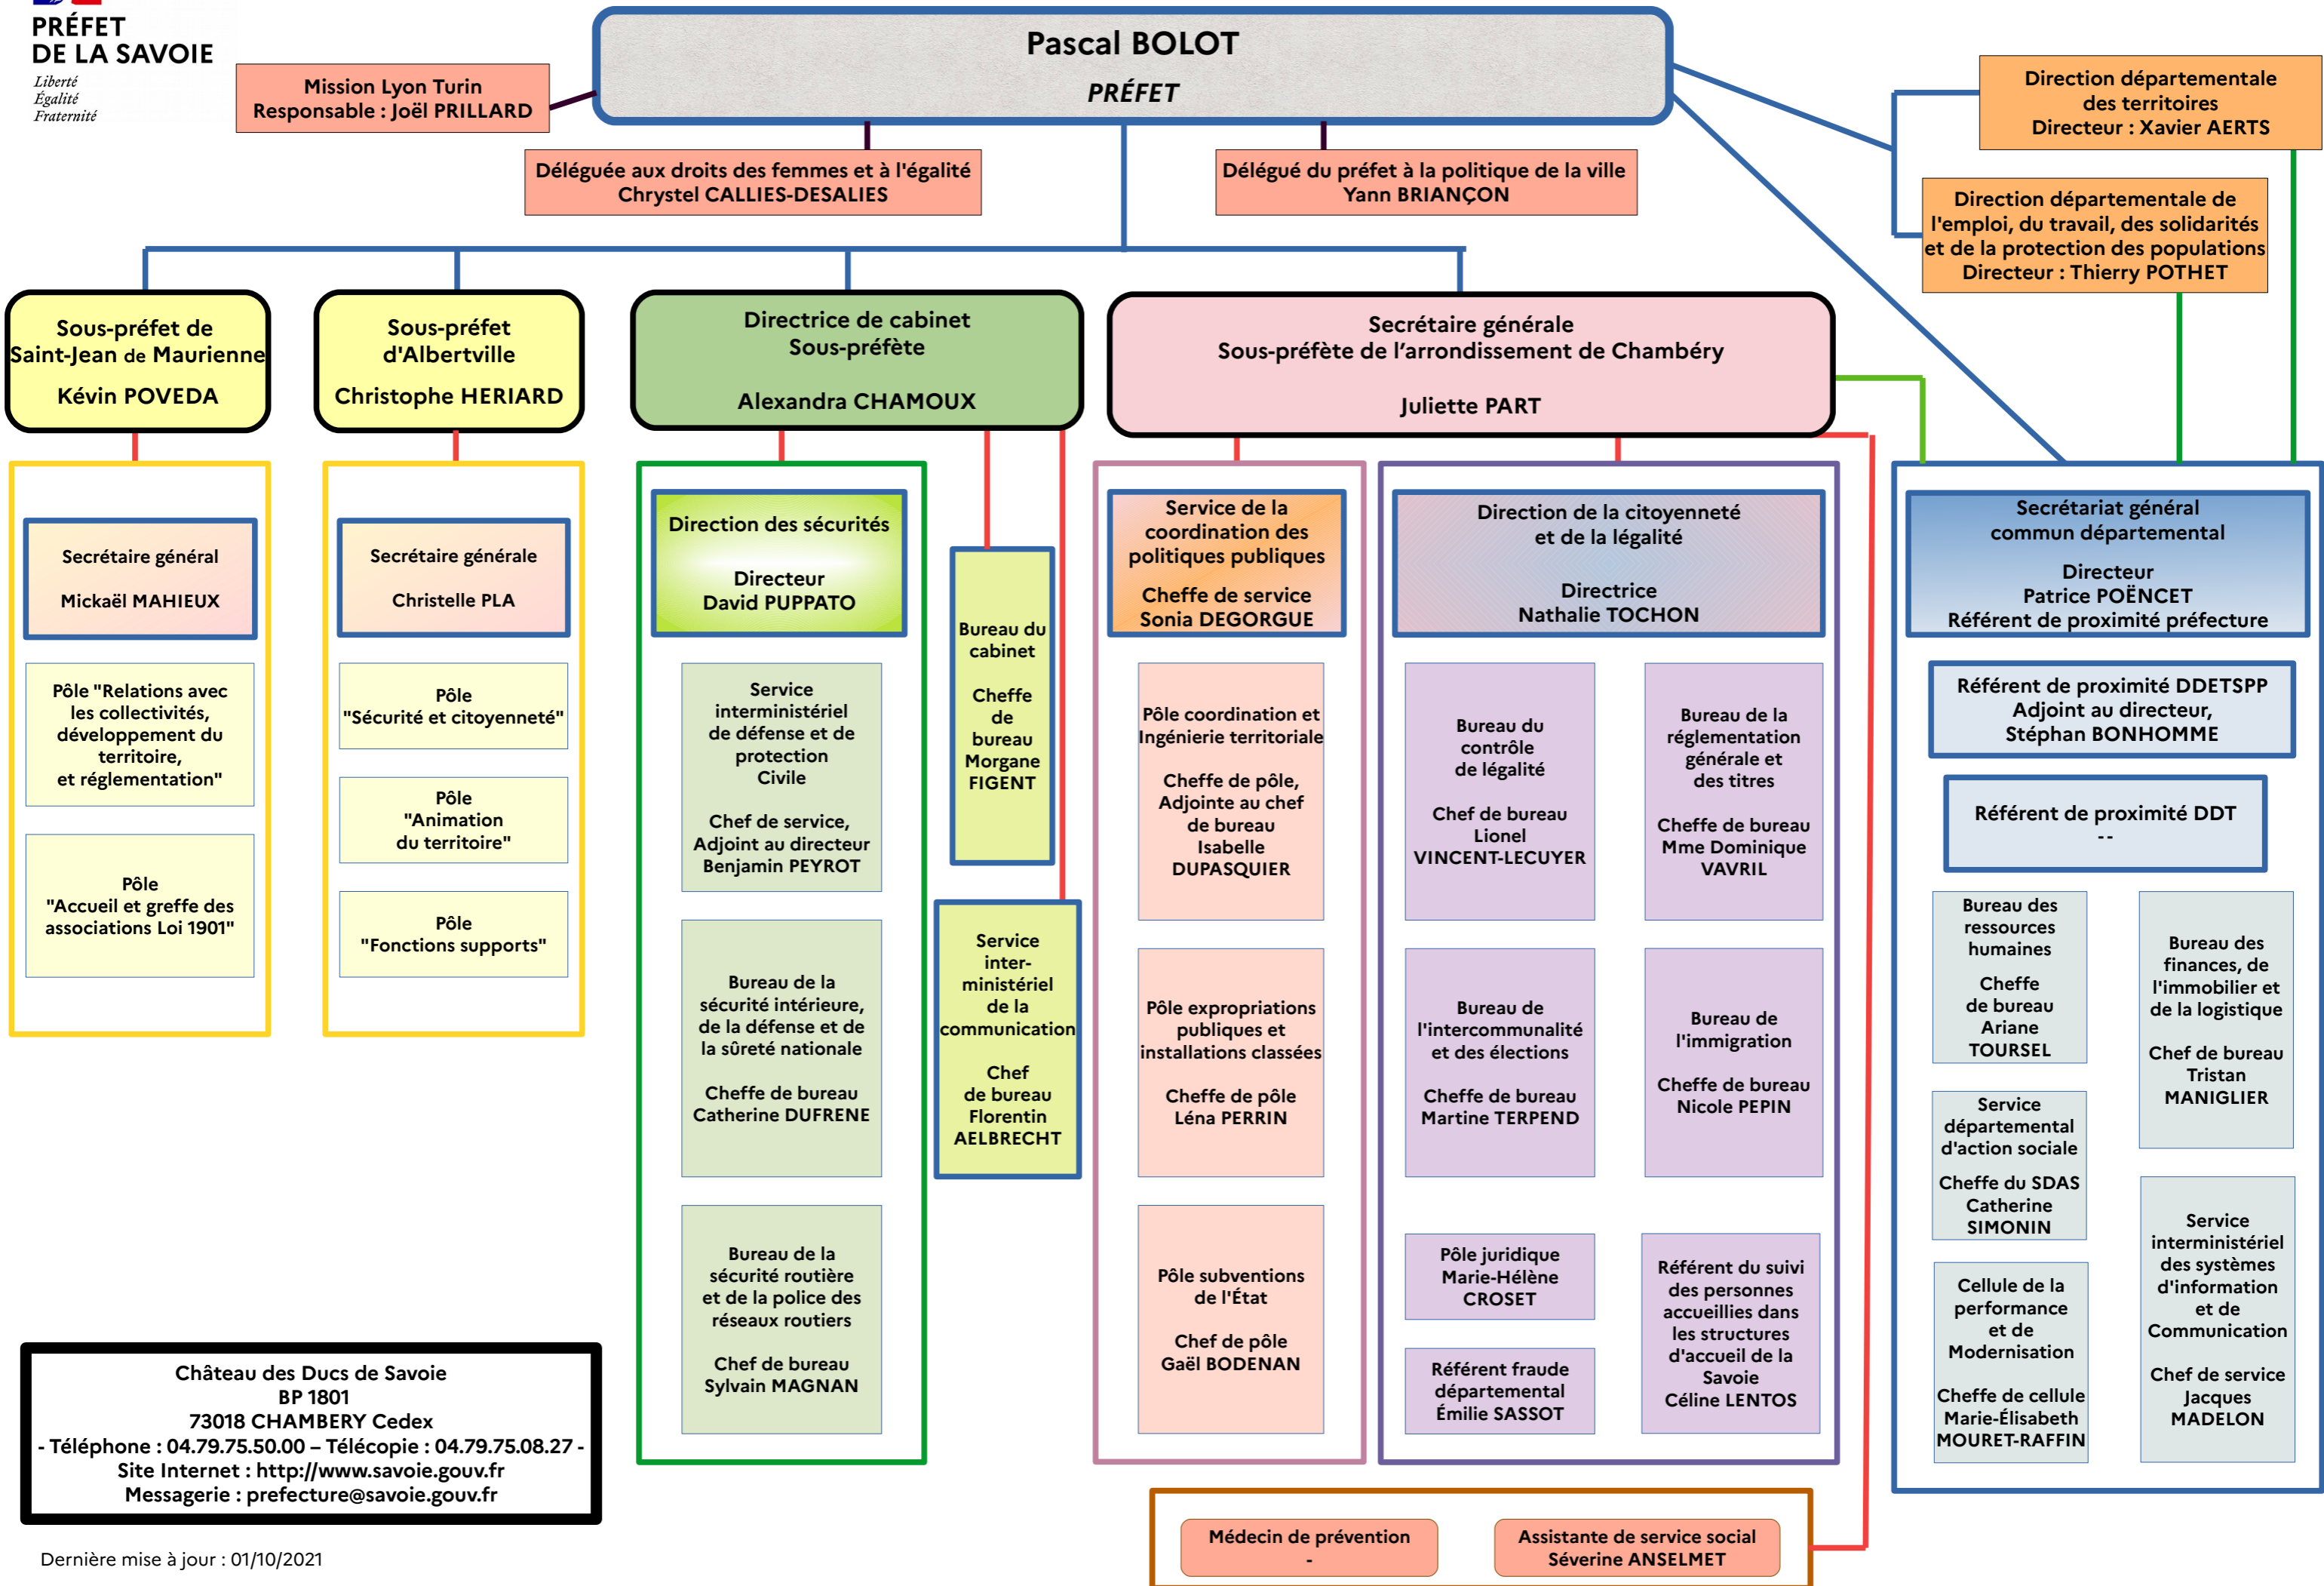 PRÉFET
DE LA SAVOIE
Liberté
Égalité
Fraternité
Pascal BOLOT
PRÉFET
Mission Lyon Turin
Responsable : Joël PRILLARD
Déléguée aux droits des femmes et à l'égalité
Chrystel CALLIES-DESALIES
Délégué du préfet à la politique de la ville
Yann BRIANÇON
Direction départementale
des territoires
Directeur : Xavier AERTS
Direction départementale de
l'emploi, du travail, des solidarités
et de la protection des populations
Directeur : Thierry POTHET
Sous-préfet de
Saint-Jean de Maurienne
Kévin POVEDA
Sous-préfet
d'Albertville
Christophe HERIARD
Directrice de cabinet
Sous-préfète
Alexandra CHAMOUX
Secrétaire générale
Sous-préfète de l’arrondissement de Chambéry
Juliette PART
Secrétaire général
Mickaël MAHIEUX
Pôle "Relations avec
les collectivités,
développement du
territoire,
et réglementation"
Pôle
"Accueil et greffe des
associations Loi 1901"
Secrétaire générale
Christelle PLA
Pôle
"Sécurité et citoyenneté"
Pôle
"Animation
du territoire"
Pôle
"Fonctions supports"
Direction des sécurités
Directeur
David PUPPATO
Service
interministériel
de défense et de
protection
Civile
Chef de service,
Adjoint au directeur
Benjamin PEYROT
Bureau de la
sécurité intérieure,
de la défense et de
la sûreté nationale
Cheffe de bureau
Catherine DUFRENE
Bureau de la
sécurité routière
et de la police des
réseaux routiers
Chef de bureau
Sylvain MAGNAN
Bureau du
cabinet
Cheffe
de
bureau
Morgane
FIGENT
Service
inter-
ministériel
de la
communication
Chef
de bureau
Florentin
AELBRECHT
Service de la
coordination des
politiques publiques
Cheffe de service
Sonia DEGORGUE
Pôle coordination et
Ingénierie territoriale
Cheffe de pôle,
Adjointe au chef
de bureau
Isabelle
DUPASQUIER
Pôle expropriations
publiques et
installations classées
Cheffe de pôle
Léna PERRIN
Pôle subventions
de l'État
Chef de pôle
Gaël BODENAN
Direction de la citoyenneté
et de la légalité
Directrice
Nathalie TOCHON
Bureau du
contrôle
de légalité
Chef de bureau
Lionel
VINCENT-LECUYER
Bureau de la
réglementation
générale et
des titres
Cheffe de bureau
Mme Dominique
VAVRIL
Bureau de
l'intercommunalité
et des élections
Cheffe de bureau
Martine TERPEND
Bureau de
l'immigration
Cheffe de bureau
Nicole PEPIN
Pôle juridique
Marie-Hélène
CROSET
Référent fraude
départemental
Émilie SASSOT
Référent du suivi
des personnes
accueillies dans
les structures
d'accueil de la
Savoie
Céline LENTOS
Secrétariat général
commun départemental
Directeur
Patrice POËNCET
Référent de proximité préfecture
Référent de proximité DDETSPP
Adjoint au directeur,
Stéphan BONHOMME
Référent de proximité DDT
- -
Bureau des
ressources
humaines
Cheffe
de bureau
Ariane
TOURSEL
Service
départemental
d'action sociale
Cheffe du SDAS
Catherine
SIMONIN
Cellule de la
performance
et de
Modernisation
Cheffe de cellule
Marie-Élisabeth
MOURET-RAFFIN
Bureau des
finances, de
l'immobilier et
de la logistique
Chef de bureau
Tristan
MANIGLIER
Service
interministériel
des systèmes
d'information
et de
Communication
Chef de service
Jacques
MADELON
Médecin de prévention
-
Assistante de service social
Séverine ANSELMET
Château des Ducs de Savoie
BP 1801
73018 CHAMBERY Cedex
- Téléphone : 04.79.75.50.00 – Télécopie : 04.79.75.08.27 -
Site Internet : http://www.savoie.gouv.fr
Messagerie : prefecture@savoie.gouv.fr
Dernière mise à jour : 01/10/2021